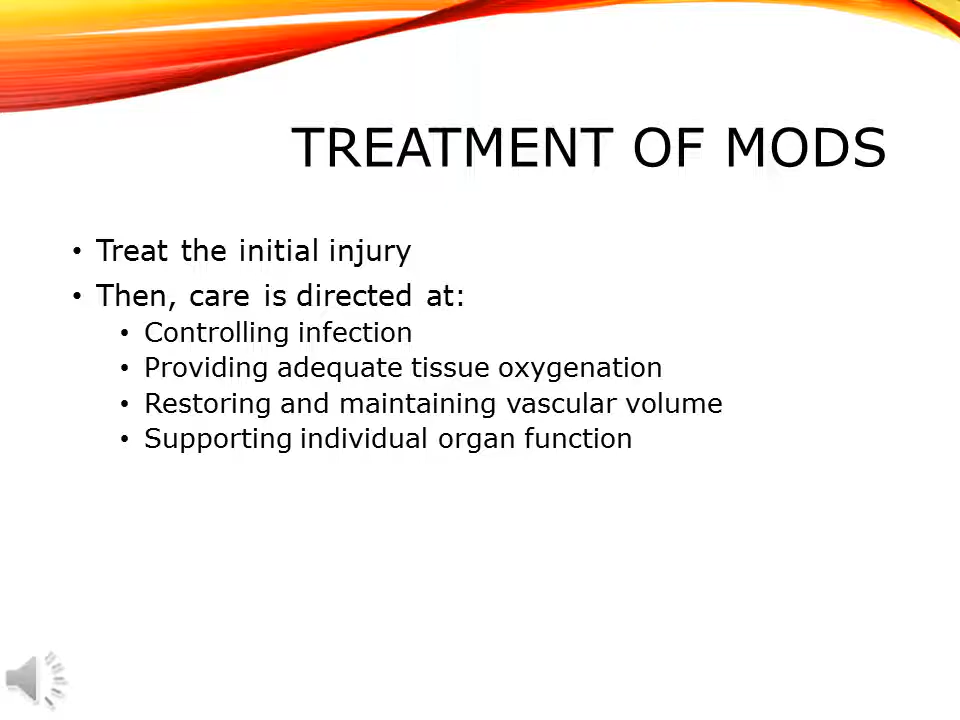 TREATMENT OF MODS
• Treat the initial injury
• Then, care is directed at:
• Controlling infection
• Providing adequate tissue oxygenation
• Restoring and maintaining vascular volume
• Supporting individual organ function